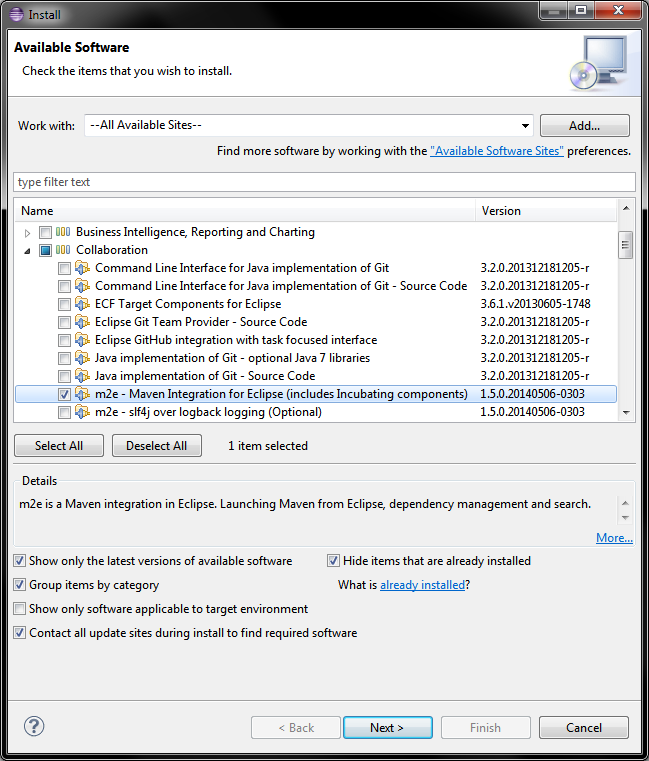 Install
Available Software
Check the items that you wish to install.
Work with: --All Available Sites-- Add...
Find more software by working with the "Available Software Sites" preferences.
type filter text
Name Version
Business Intelligence, Reporting and Charting
Collaboration
Command Line Interface for Java implementation of Git 3.2.0.201312181205-r
Command Line Interface for Java implementation of Git - Source Code 3.2.0.201312181205-r
ECF Target Components for Eclipse 3.6.1.v20130605-1748
Eclipse Git Team Provider - Source Code 3.2.0.201312181205-r
Eclipse GitHub integration with task focused interface 3.2.0.201312181205-r
Java implementation of Git - optional Java 7 libraries 3.2.0.201312181205-r
Java implementation of Git - Source Code 3.2.0.201312181205-r
m2e - Maven Integration for Eclipse (includes Incubating components) 1.5.0.20140506-0303
m2e - slf4j over logback logging (Optional) 1.5.0.20140506-0303
Select All Deselect All 1 item selected
Details
m2e is a Maven integration in Eclipse. Launching Maven from Eclipse, dependency management and search.
More...
Show only the latest versions of available software Hide items that are already installed
Group items by category What is already installed?
Show only software applicable to target environment
Contact all update sites during install to find required software
? < Back Next > Finish Cancel